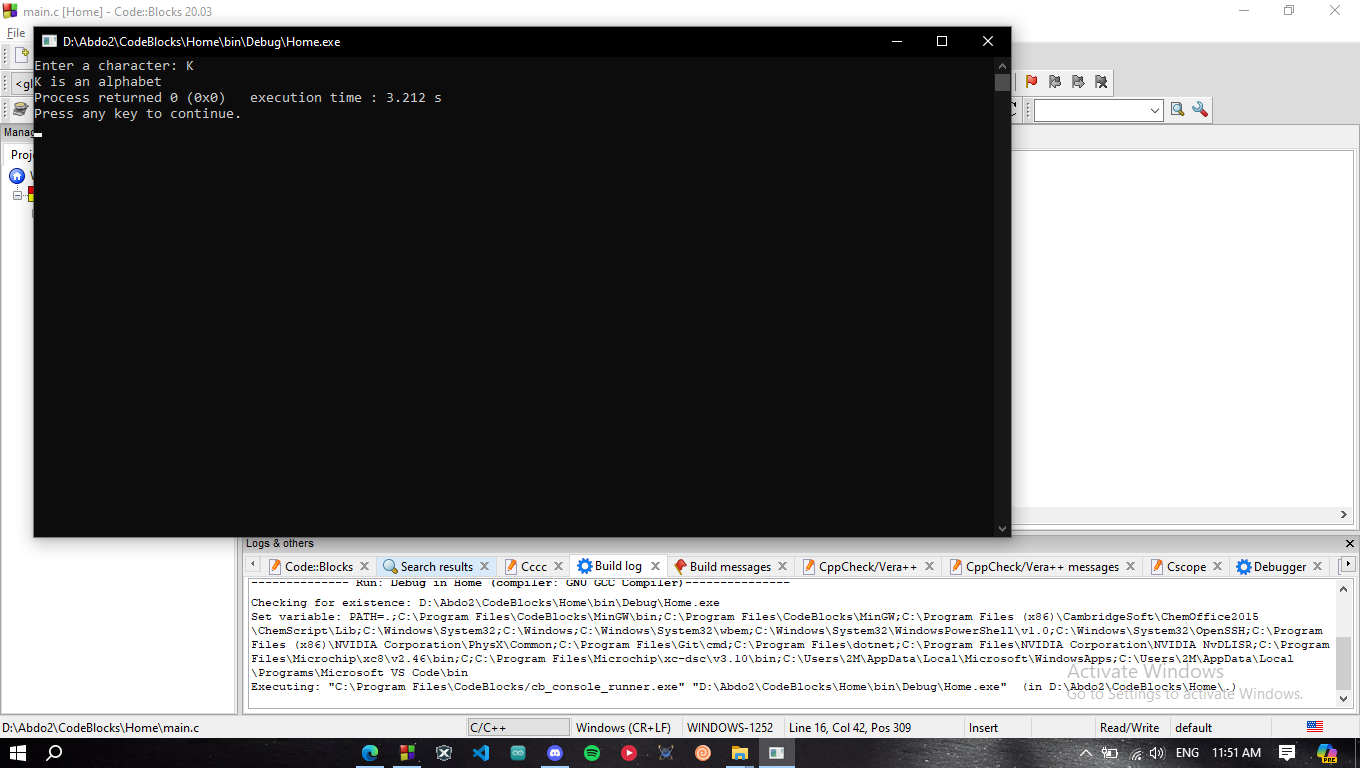 main.c [Home] - Code::Blocks 20.03
File
D:\Abdo2\CodeBlocks\Home\bin\Debug\Home.exe
Enter a character: K
K is an alphabet
Process returned 0 (0x0)   execution time : 3.212 s
Press any key to continue.
Logs & others
Code::Blocks
Search results
Cccc
Build log
Build messages
CppCheck/Vera++
CppCheck/Vera++ messages
Cscope
Debugger
-------------- Run: Debug in Home (compiler: GNU GCC Compiler)---------------
Checking for existence: D:\Abdo2\CodeBlocks\Home\bin\Debug\Home.exe
Set variable: PATH=.;C:\Program Files\CodeBlocks\MinGW\bin;C:\Program Files\CodeBlocks\MinGW;C:\Program Files (x86)\CambridgeSoft\ChemOffice2015
\ChemScript\Lib;C:\Windows\System32;C:\Windows;C:\Windows\System32\wbem;C:\Windows\System32\WindowsPowerShell\v1.0;C:\Windows\System32\OpenSSH;C:\Program
Files (x86)\NVIDIA Corporation\PhysX\Common;C:\Program Files\Git\cmd;C:\Program Files\dotnet;C:\Program Files\NVIDIA Corporation\NVIDIA NvDLISR;C:\Program
Files\Microchip\xc8\v2.46\bin;C;C:\Program Files\Microchip\xc-dsc\v3.10\bin;C:\Users\2M\AppData\Local\Microsoft\WindowsApps;C:\Users\2M\AppData\Local
\Programs\Microsoft VS Code\bin
Executing: "C:\Program Files\CodeBlocks/cb_console_runner.exe" "D:\Abdo2\CodeBlocks\Home\bin\Debug\Home.exe"  (in D:\Abdo2\CodeBlocks\Home\.)
Activate Windows
Go to Settings to activate Windows.
D:\Abdo2\CodeBlocks\Home\main.c
C/C++
Windows (CR+LF)
WINDOWS-1252
Line 16, Col 42, Pos 309
Insert
Read/Write
default
ENG
11:51 AM
PRE